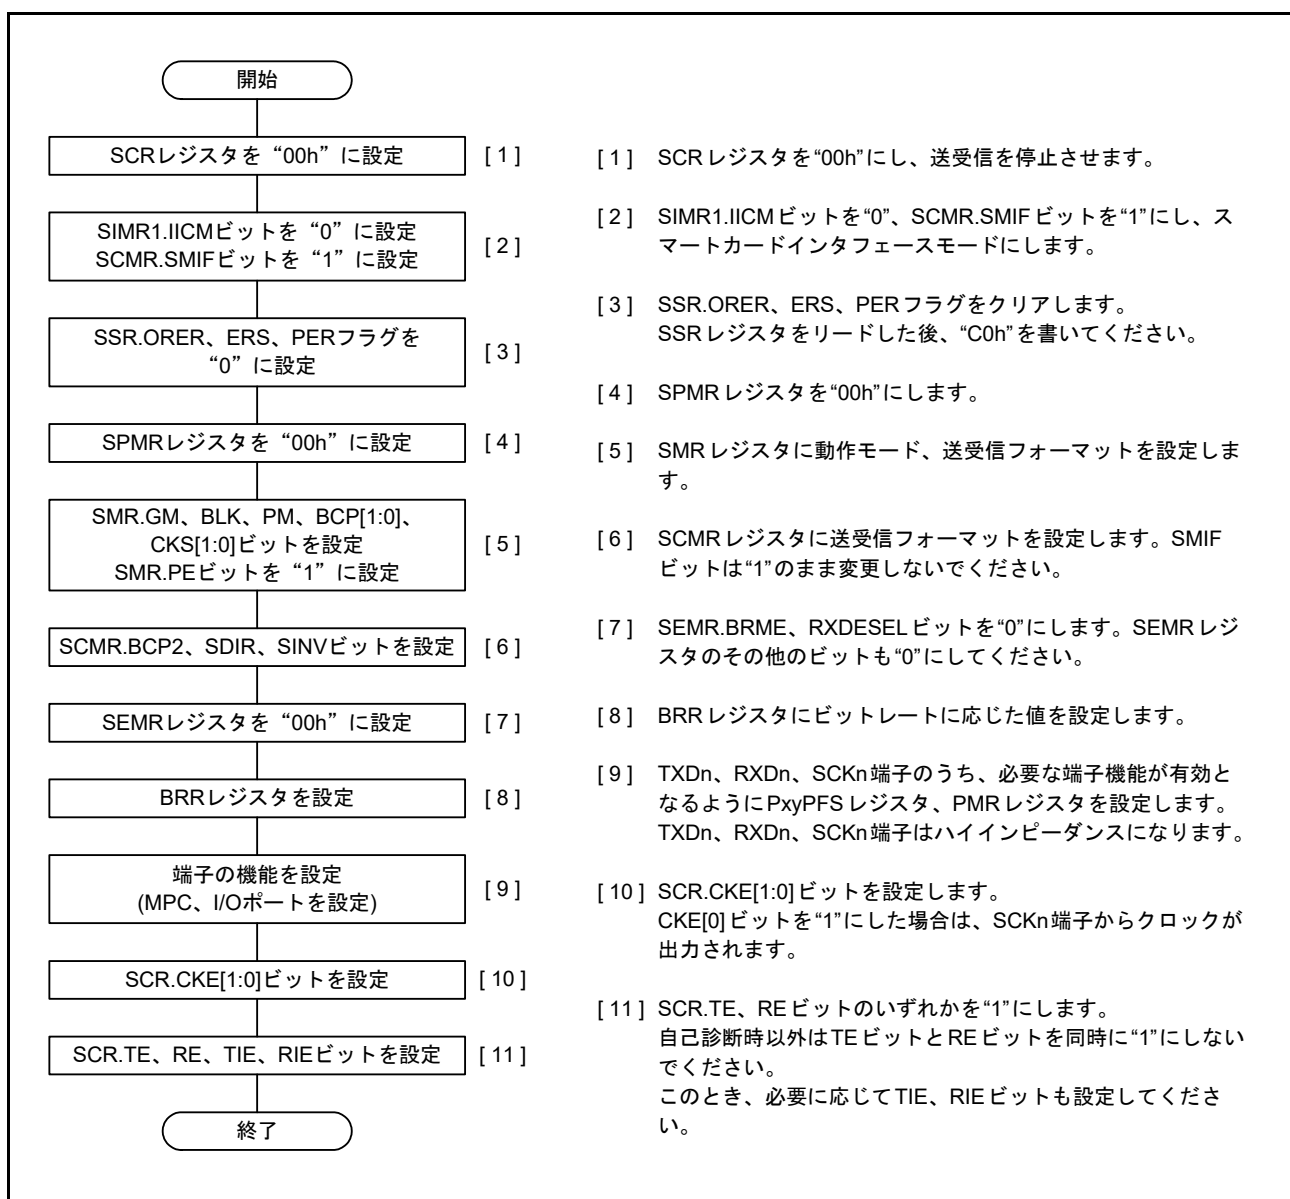 開始
SCRレジスタを“00h”に設定
[ 1 ]
SIMR1.IICMビットを“0”に設定
SCMR.SMIFビットを“1”に設定
[ 2 ]
SSR.ORER、ERS、PERフラグを
“0”に設定
[ 3 ]
SPMRレジスタを“00h”に設定
[ 4 ]
SMR.GM、BLK、PM、BCP[1:0]、
CKS[1:0]ビットを設定
SMR.PEビットを“1”に設定
[ 5 ]
SCMR.BCP2、SDIR、SINVビットを設定
[ 6 ]
SEMRレジスタを“00h”に設定
[ 7 ]
BRRレジスタを設定
[ 8 ]
端子の機能を設定
(MPC、I/Oポートを設定)
[ 9 ]
SCR.CKE[1:0]ビットを設定
[ 10 ]
SCR.TE、RE、TIE、RIEビットを設定
[ 11 ]
終了
[ 1 ] SCRレジスタを“00h”にし、送受信を停止させます。
[ 2 ] SIMR1.IICMビットを“0”、SCMR.SMIFビットを“1”にし、ス
マートカードインタフェースモードにします。
[ 3 ] SSR.ORER、ERS、PERフラグをクリアします。
SSRレジスタをリードした後、“C0h”を書いてください。
[ 4 ] SPMRレジスタを“00h”にします。
[ 5 ] SMRレジスタに動作モード、送受信フォーマットを設定しま
す。
[ 6 ] SCMRレジスタに送受信フォーマットを設定します。SMIF
ビットは“1”のまま変更しないでください。
[ 7 ] SEMR.BRME、RXDESELビットを“0”にします。SEMRレジ
スタのその他のビットも“0”にしてください。
[ 8 ] BRRレジスタにビットレートに応じた値を設定します。
[ 9 ] TXDn、RXDn、SCKn端子のうち、必要な端子機能が有効と
なるようにPxyPFSレジスタ、PMRレジスタを設定します。
TXDn、RXDn、SCKn端子はハイインピーダンスになります。
[ 10 ] SCR.CKE[1:0]ビットを設定します。
CKE[0]ビットを“1”にした場合は、SCKn端子からクロックが
出力されます。
[ 11 ] SCR.TE、REビットのいずれかを“1”にします。
自己診断時以外はTEビットとREビットを同時に“1”にしない
でください。
このとき、必要に応じてTIE、RIEビットも設定してくださ
い。